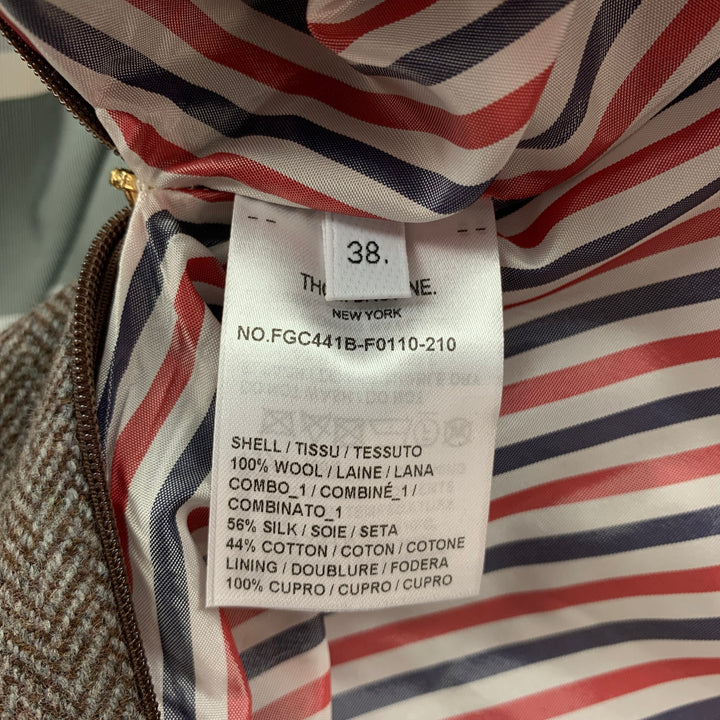 38.
NEW YORK
NO.FGC441B-F0110-210
SHELL / TISSU / TESSUTO
100% WOOL / LAINE / LANA
COMBO_1 / COMBINÉ_1 /
COMBINATO_1
56% SILK / SOIE / SETA
44% COTTON / COTON / COTONE
LINING / DOUBLURE / FODERA
100% CUPRO / CUPRO / CUPRO